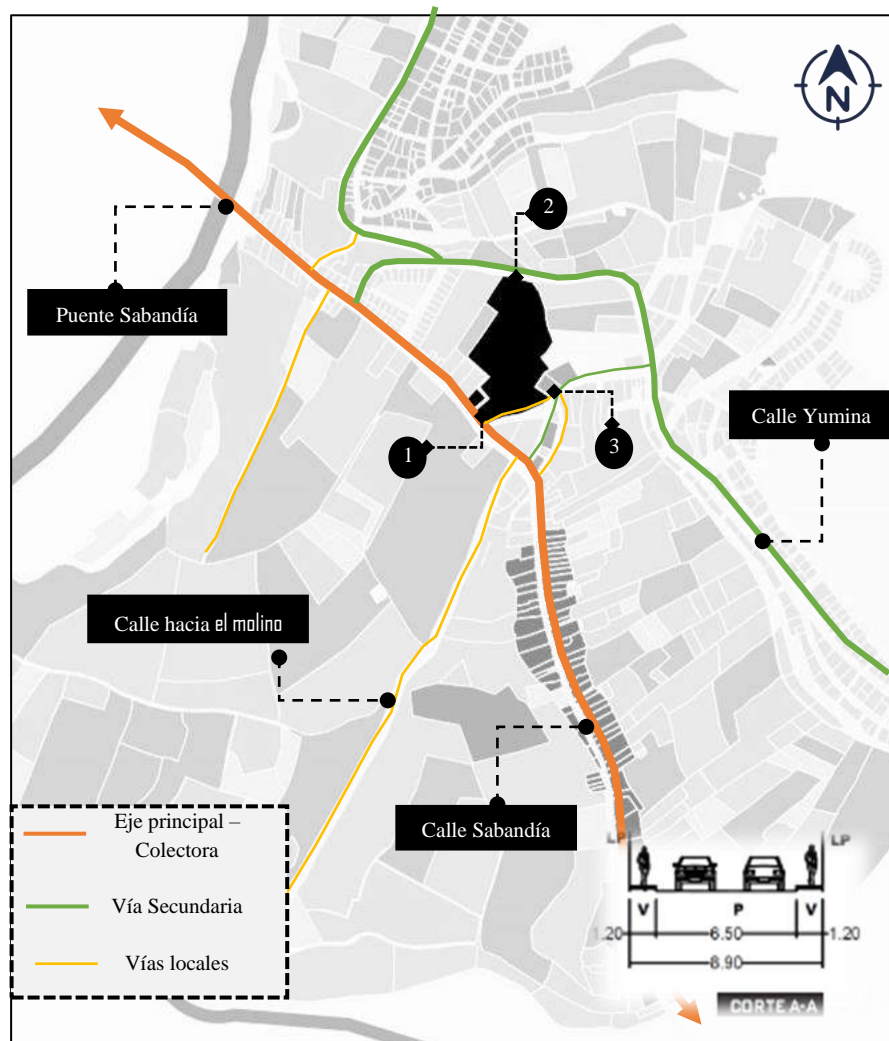 N
2
Puente Sabandía
Calle Yumina
1
3
Calle hacia el molino
Calle Sabandía
Eje principal –
Colectora
Vía Secundaria
Vías locales
LP
LP
V
P
V
1.20
6.50
1.20
8.90
CORTE A-A